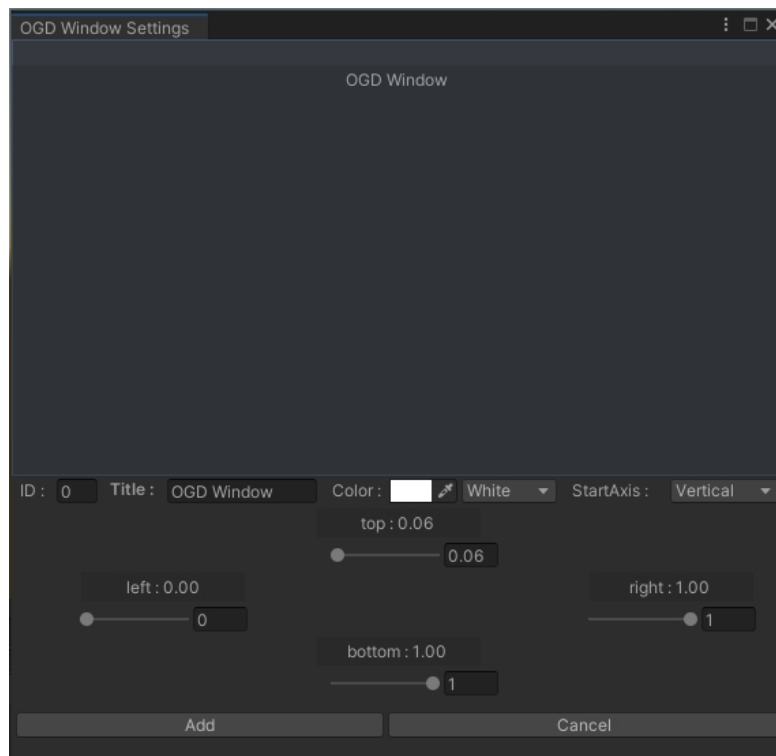 OGD Window Settings
OGD Window
ID : 0 Title : OGD Window Color : White StartAxis : Vertical
top : 0.06
0.06
left : 0.00 right : 1.00
0 1
bottom : 1.00
1
Add Cancel